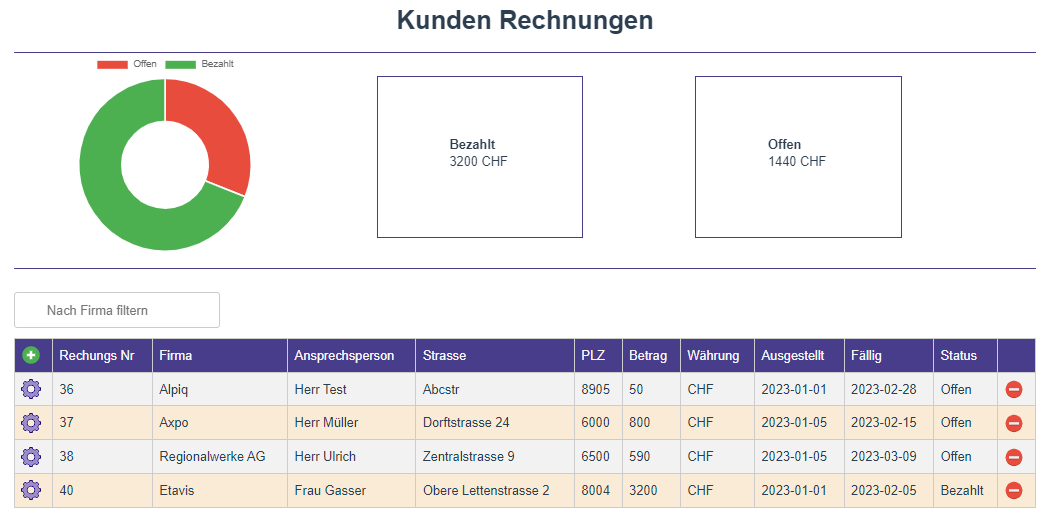 Kunden Rechnungen
Offen Bezahlt
Bezahlt
3200 CHF
Offen
1440 CHF
Nach Firma filtern
Rechungs Nr Firma Ansprechsperson Strasse PLZ Betrag Währung Ausgestellt Fällig Status
36 Alpiq Herr Test Abcstr 8905 50 CHF 2023-01-01 2023-02-28 Offen
37 Axpo Herr Müller Dorftstrasse 24 6000 800 CHF 2023-01-05 2023-02-15 Offen
38 Regionalwerke AG Herr Ulrich Zentralstrasse 9 6500 590 CHF 2023-01-05 2023-03-09 Offen
40 Etavis Frau Gasser Obere Lettenstrasse 2 8004 3200 CHF 2023-01-01 2023-02-05 Bezahlt